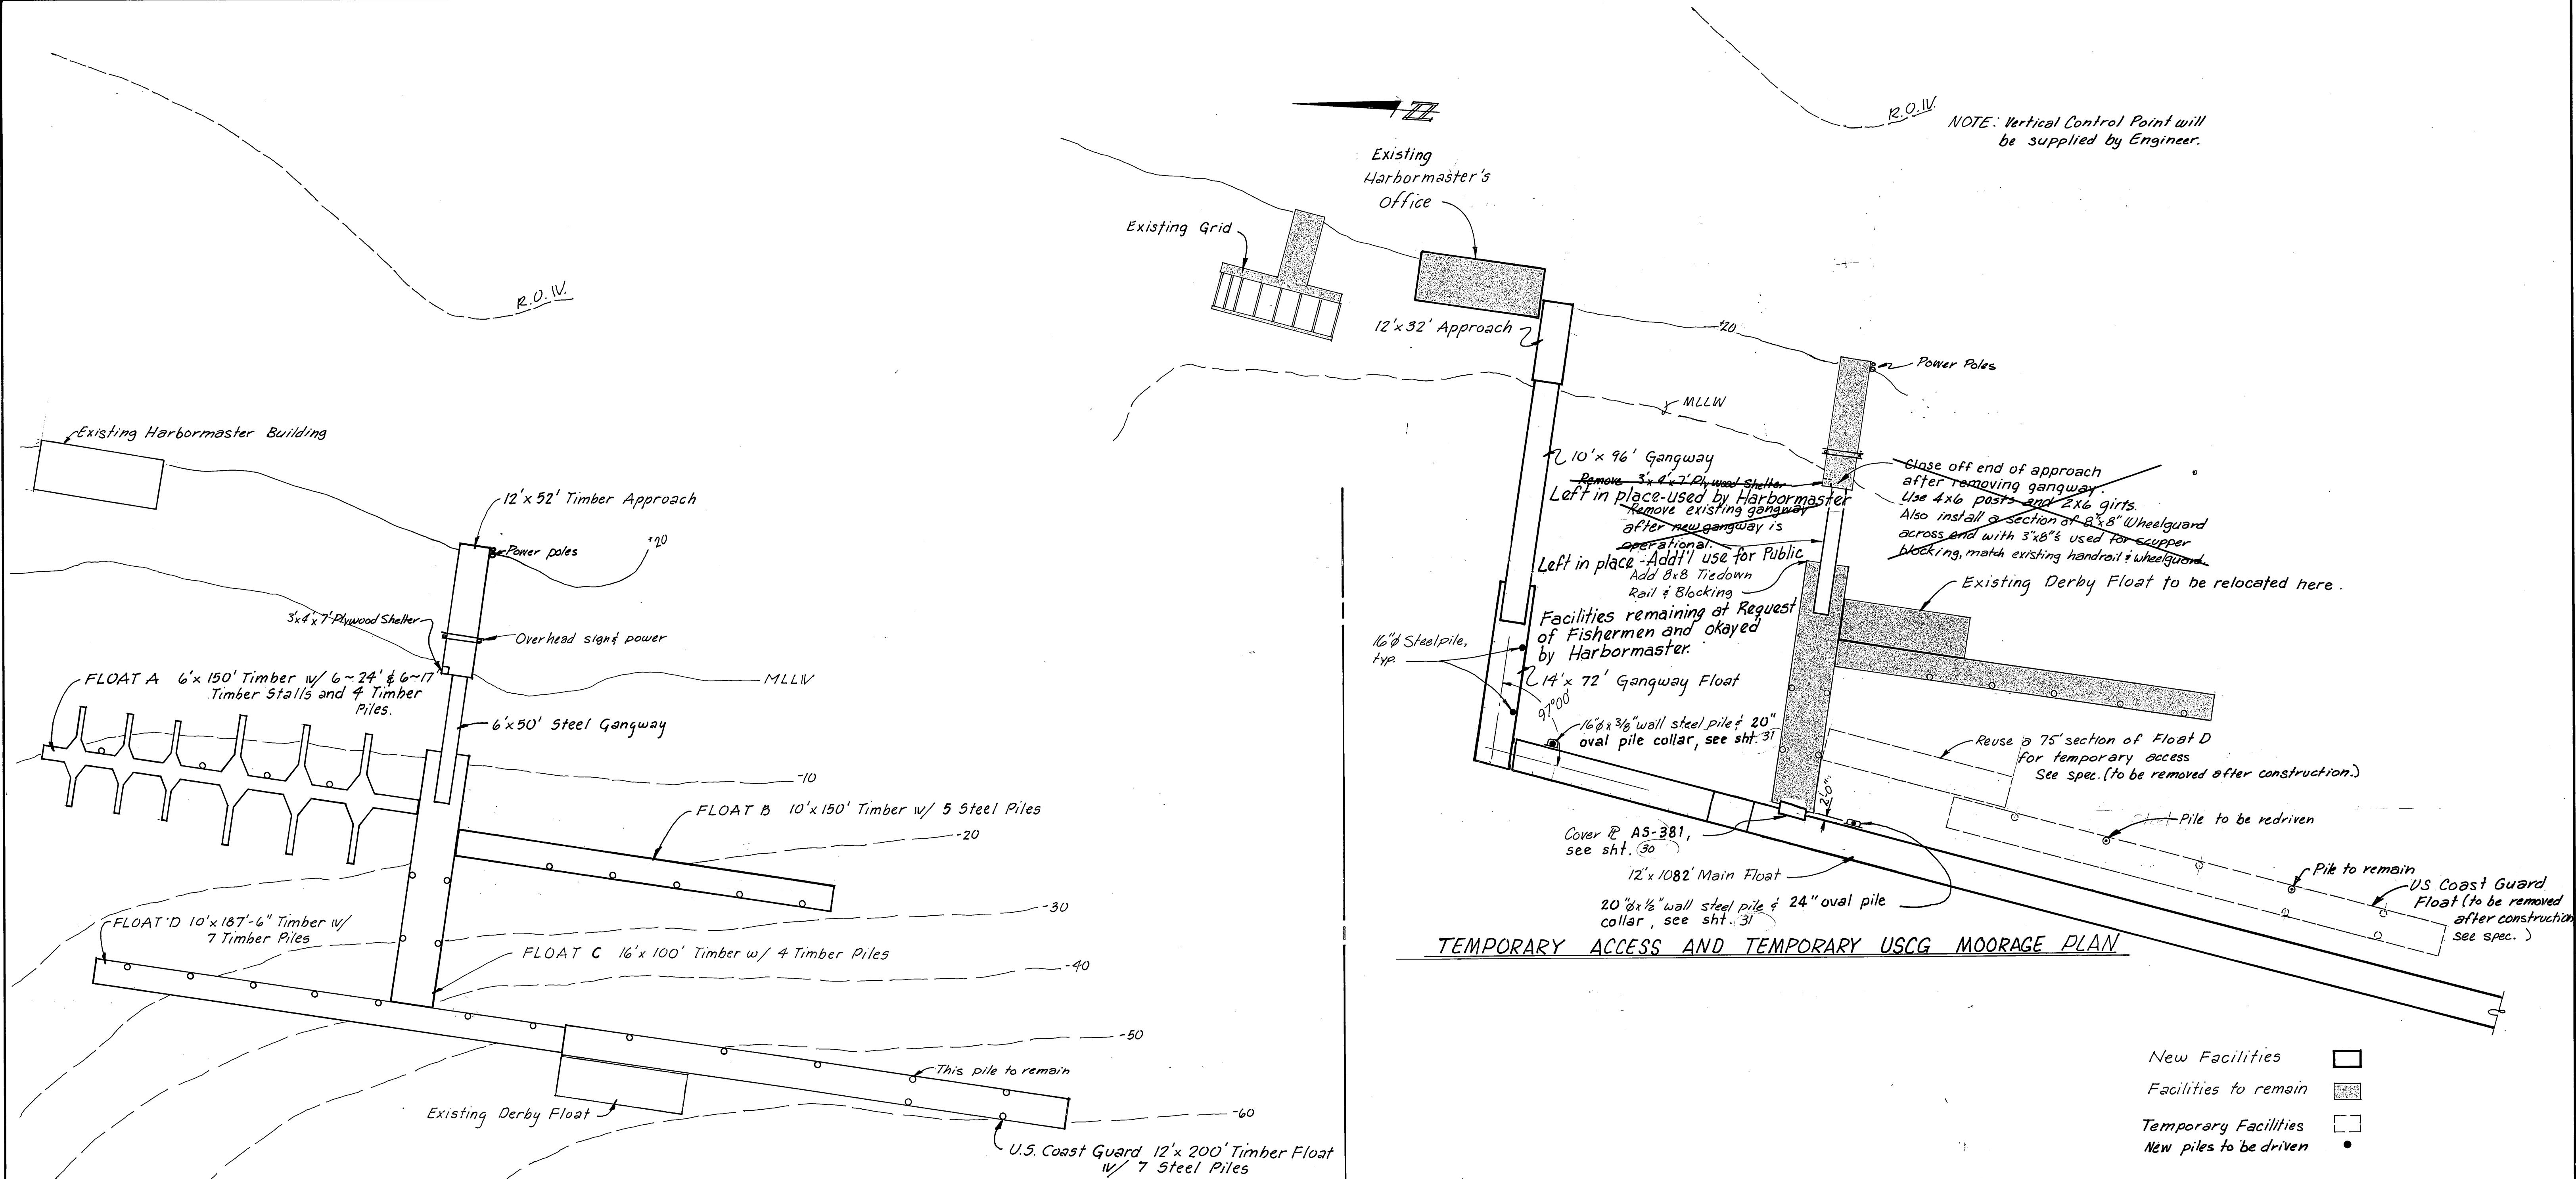 R.O.W.
Existing Harbormaster Building
12'x 52' Timber Approach
Power poles
+20
3'x4'x7' Plywood Shelter
Overhead sign & power
FLOAT A 6'x 150' Timber w/ 6~24' & 6~17'
Timber Stalls and 4 Timber
Piles.
MLLW
6'x50' Steel Gangway
-10
FLOAT B 10'x150' Timber w/ 5 Steel Piles
-20
-30
FLOAT D 10'x187'-6" Timber w/
7 Timber Piles
FLOAT C 16'x 100' Timber w/ 4 Timber Piles
-40
-50
This pile to remain
Existing Derby Float
-60
U.S. Coast Guard 12'x 200' Timber Float
w/ 7 Steel Piles
N
R.O.W.
NOTE: Vertical Control Point will
be supplied by Engineer.
Existing
Harbormaster's
Office
Existing Grid
12'x32' Approach
+20
Power Poles
MLLW
10'x 96' Gangway
Remove 3'x4'x7' Plywood Shelter
Left in place-used by Harbormaster
Remove existing gangway
after new gangway is
operational.
Left in place-Addt'l use for Public
Add 8x8 Tiedown
Rail & Blocking
Close off end of approach
after removing gangway.
Use 4x6 posts and 2x6 girts.
Also install a section of 8"x8" Wheelguard
across end with 3"x8"'s used for scupper
blocking, match existing handrail & wheelguard
Existing Derby Float to be relocated here.
Facilities remaining at Request
of Fishermen and okayed
by Harbormaster.
16"ø Steel pile,
typ.
14'x 72' Gangway Float
97°00'
16"øx3/8" wall steel pile & 20"
oval pile collar, see sht. 31
Reuse a 75' section of Float D
for temporary access
See spec. (to be removed after construction.)
2'-0"
Pile to be redriven
Cover ℙ AS-381,
see sht. 30
12'x1082' Main Float
20"øx½" wall steel pile & 24" oval pile
collar, see sht. 31
Pile to remain
US Coast Guard
Float (to be removed
after construction
see spec.)
TEMPORARY ACCESS AND TEMPORARY USCG MOORAGE PLAN
New Facilities
Facilities to remain
Temporary Facilities
New piles to be driven